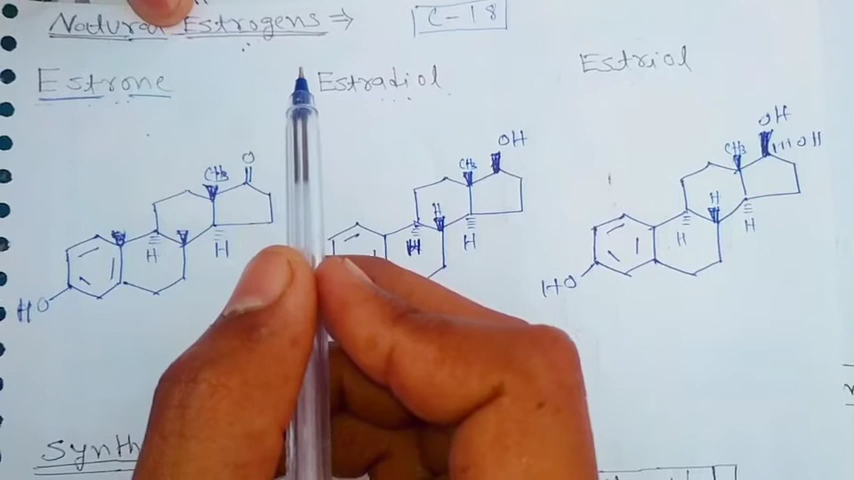 Natural Estrogens ⇒
C-18
Estrone
Estradiol
Estriol
CH3 O
CH3 OH
CH3 OH
OH
H H
H H H
H H H
HO
HO
Synth